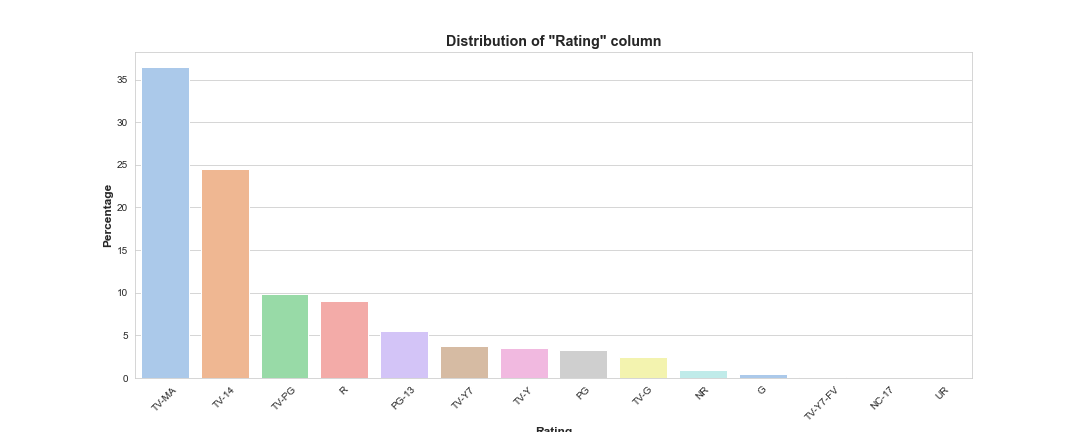 Distribution of "Rating" column
Percentage
35
30
25
20
15
10
5
0
TV-MA
TV-14
TV-PG
R
PG-13
TV-Y7
TV-Y
PG
TV-G
NR
G
TV-Y7-FV
NC-17
UR
Rating